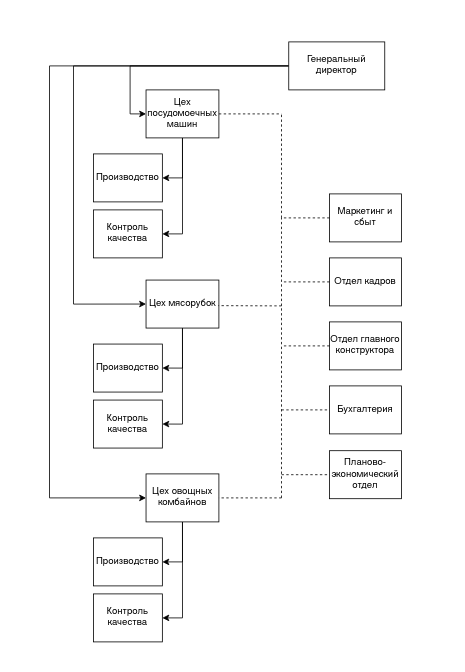 Генеральный
директор
Цех
посудомоечных
машин
Производство
Контроль
качества
Маркетинг и
сбыт
Отдел кадров
Цех мясорубок
Отдел главного
конструктора
Производство
Контроль
качества
Бухгалтерия
Планово-
экономический
отдел
Цех овощных
комбайнов
Производство
Контроль
качества